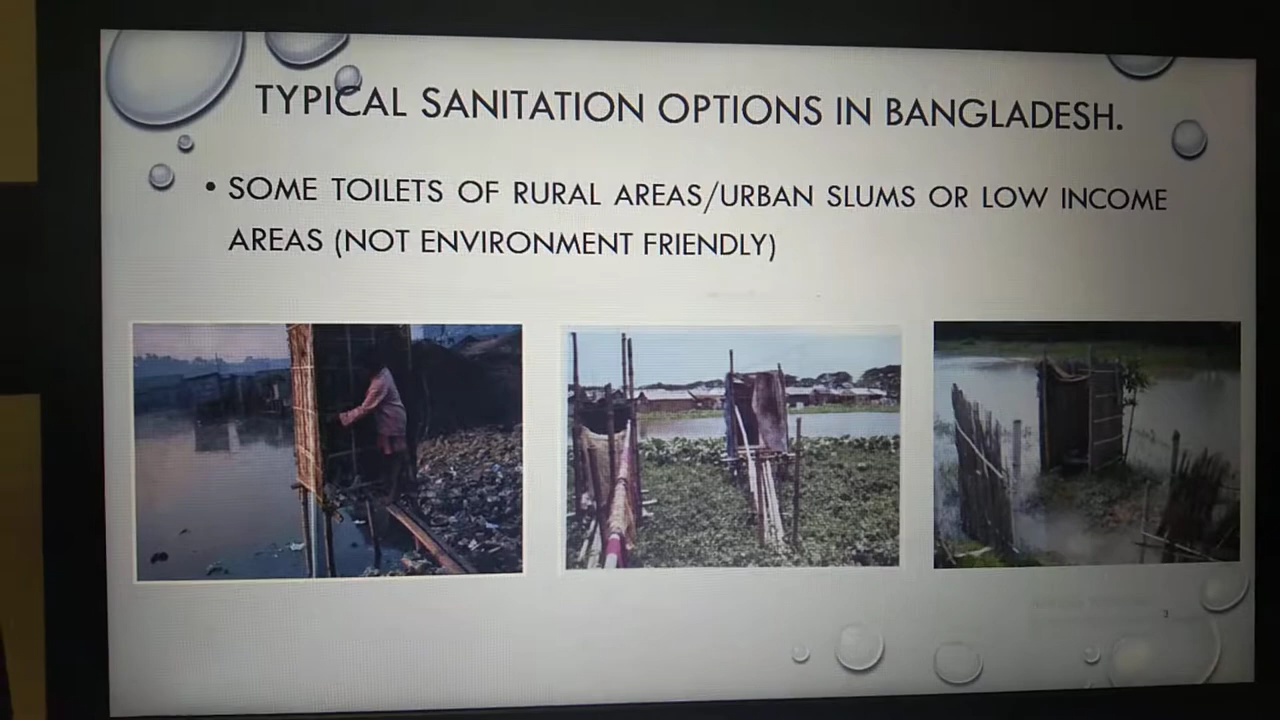 TYPICAL SANITATION OPTIONS IN BANGLADESH.
• SOME TOILETS OF RURAL AREAS/URBAN SLUMS OR LOW INCOME
AREAS (NOT ENVIRONMENT FRIENDLY)
3